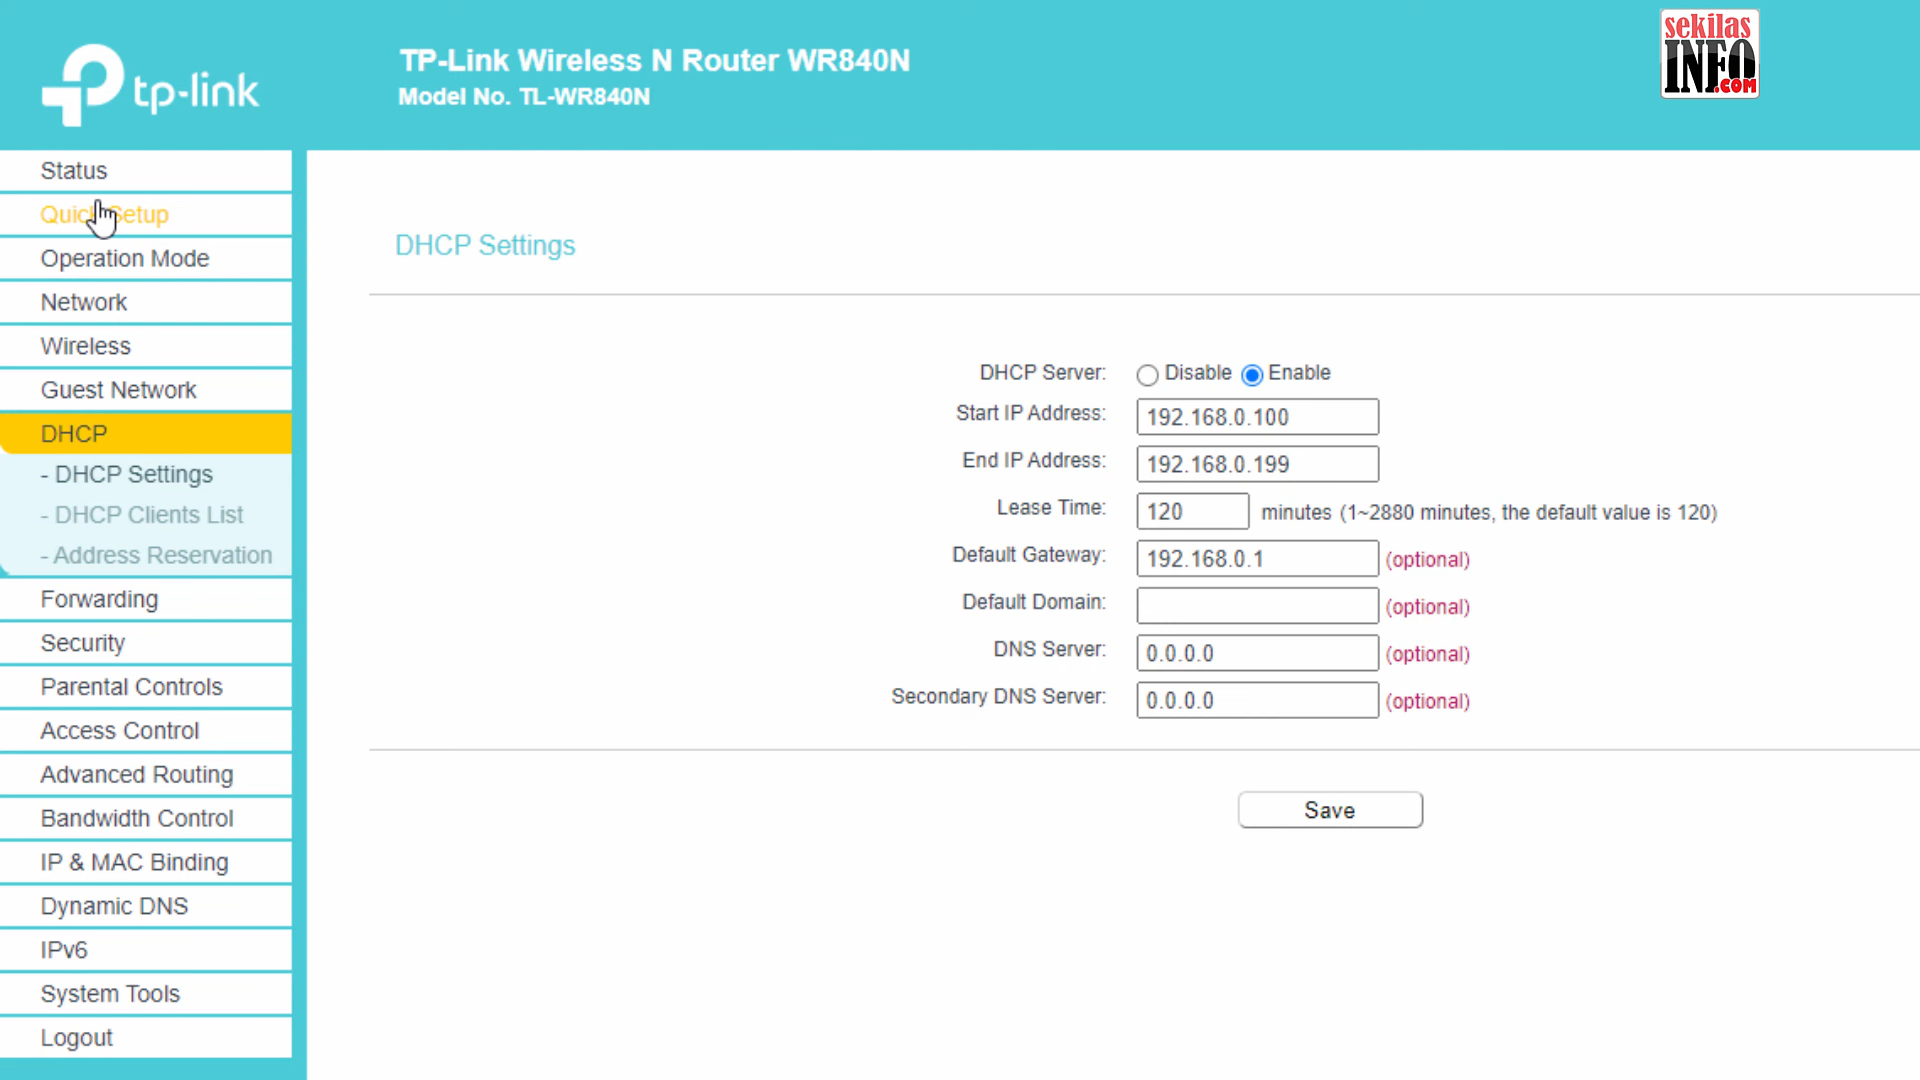 tp-link
TP-Link Wireless N Router WR840N
Model No. TL-WR840N
sekilas
INFO
.com
Status
Quick Setup
Operation Mode
Network
Wireless
Guest Network
DHCP
- DHCP Settings
- DHCP Clients List
- Address Reservation
Forwarding
Security
Parental Controls
Access Control
Advanced Routing
Bandwidth Control
IP & MAC Binding
Dynamic DNS
IPv6
System Tools
Logout
DHCP Settings
DHCP Server: Disable Enable
Start IP Address: 192.168.0.100
End IP Address: 192.168.0.199
Lease Time: 120 minutes (1~2880 minutes, the default value is 120)
Default Gateway: 192.168.0.1 (optional)
Default Domain: (optional)
DNS Server: 0.0.0.0 (optional)
Secondary DNS Server: 0.0.0.0 (optional)
Save